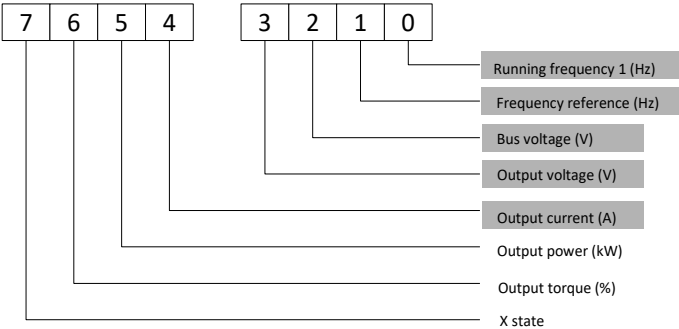 7 6 5 4 3 2 1 0
Running frequency 1 (Hz)
Frequency reference (Hz)
Bus voltage (V)
Output voltage (V)
Output current (A)
Output power (kW)
Output torque (%)
X state